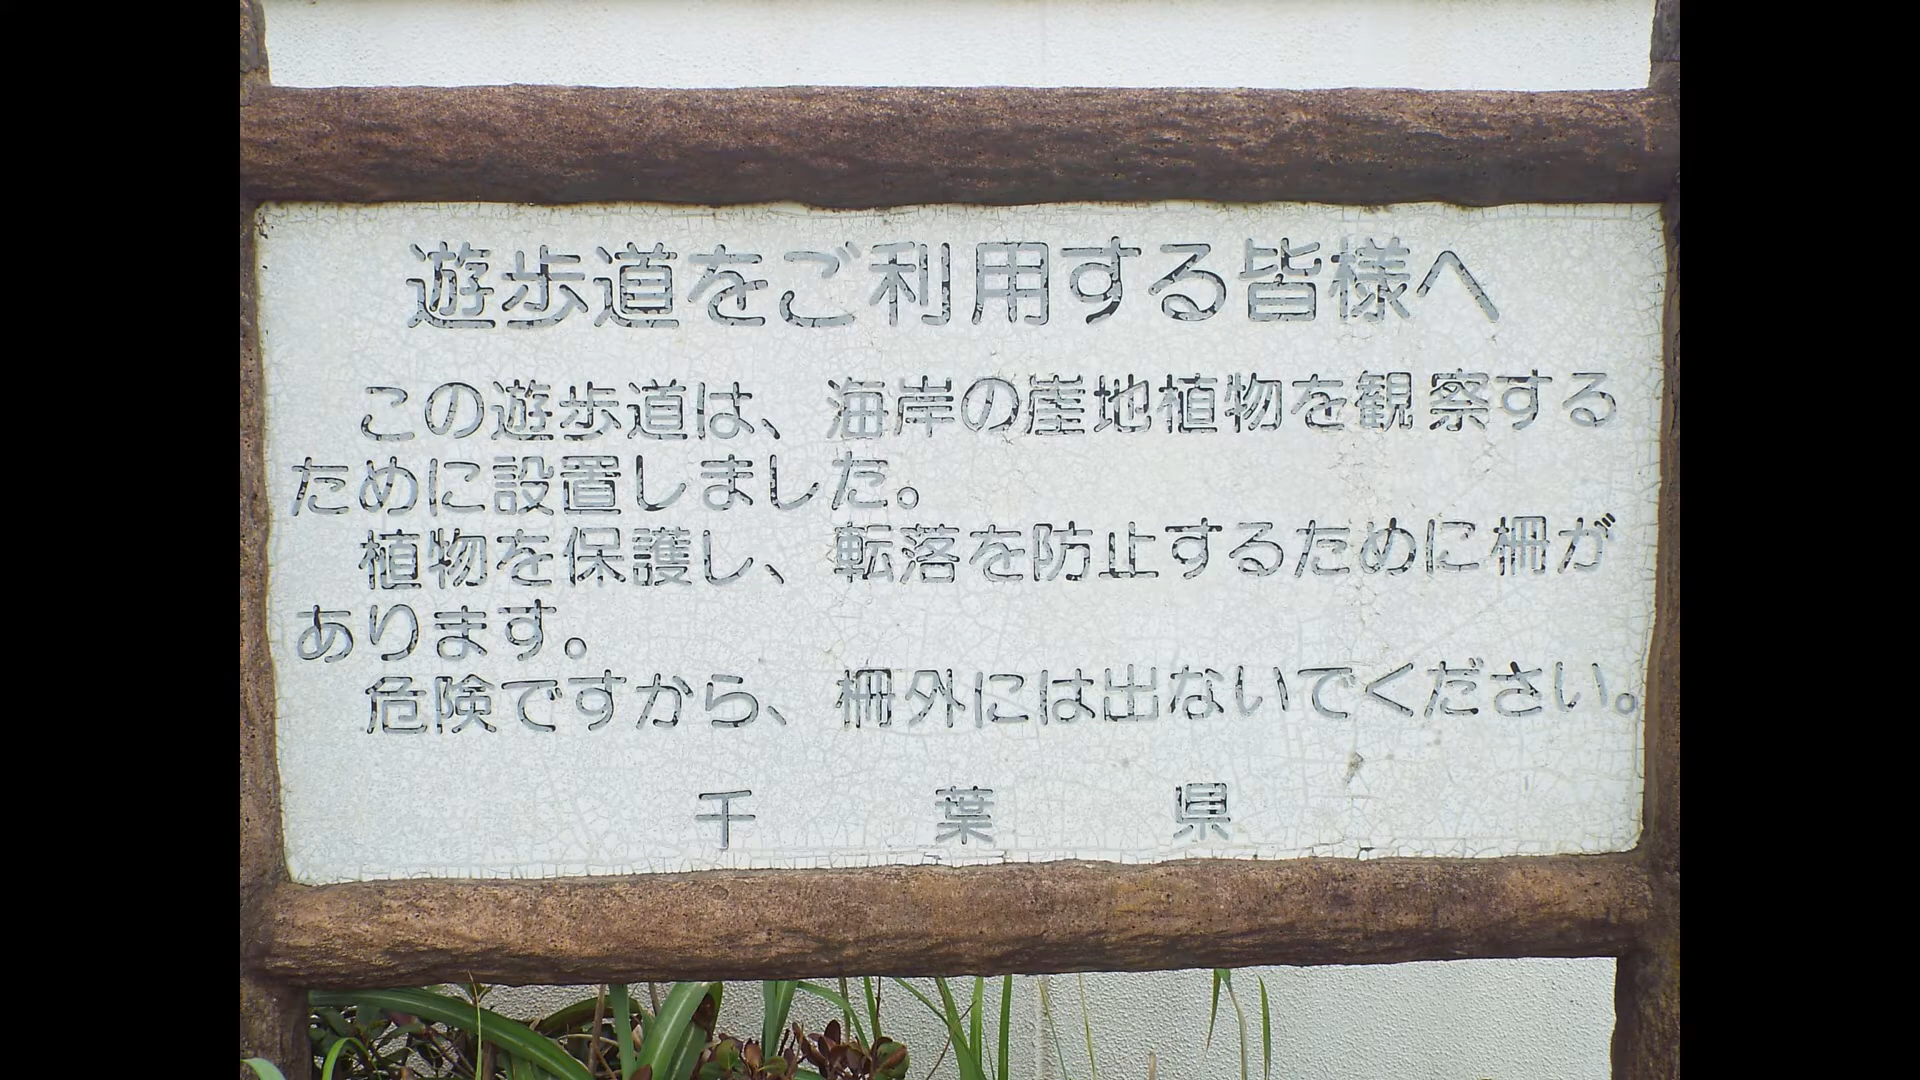 遊歩道をご利用する皆様へ
この遊歩道は、海岸の崖地植物を観察する
ために設置しました。
植物を保護し、転落を防止するために柵が
あります。
危険ですから、柵外には出ないでください。
千葉県